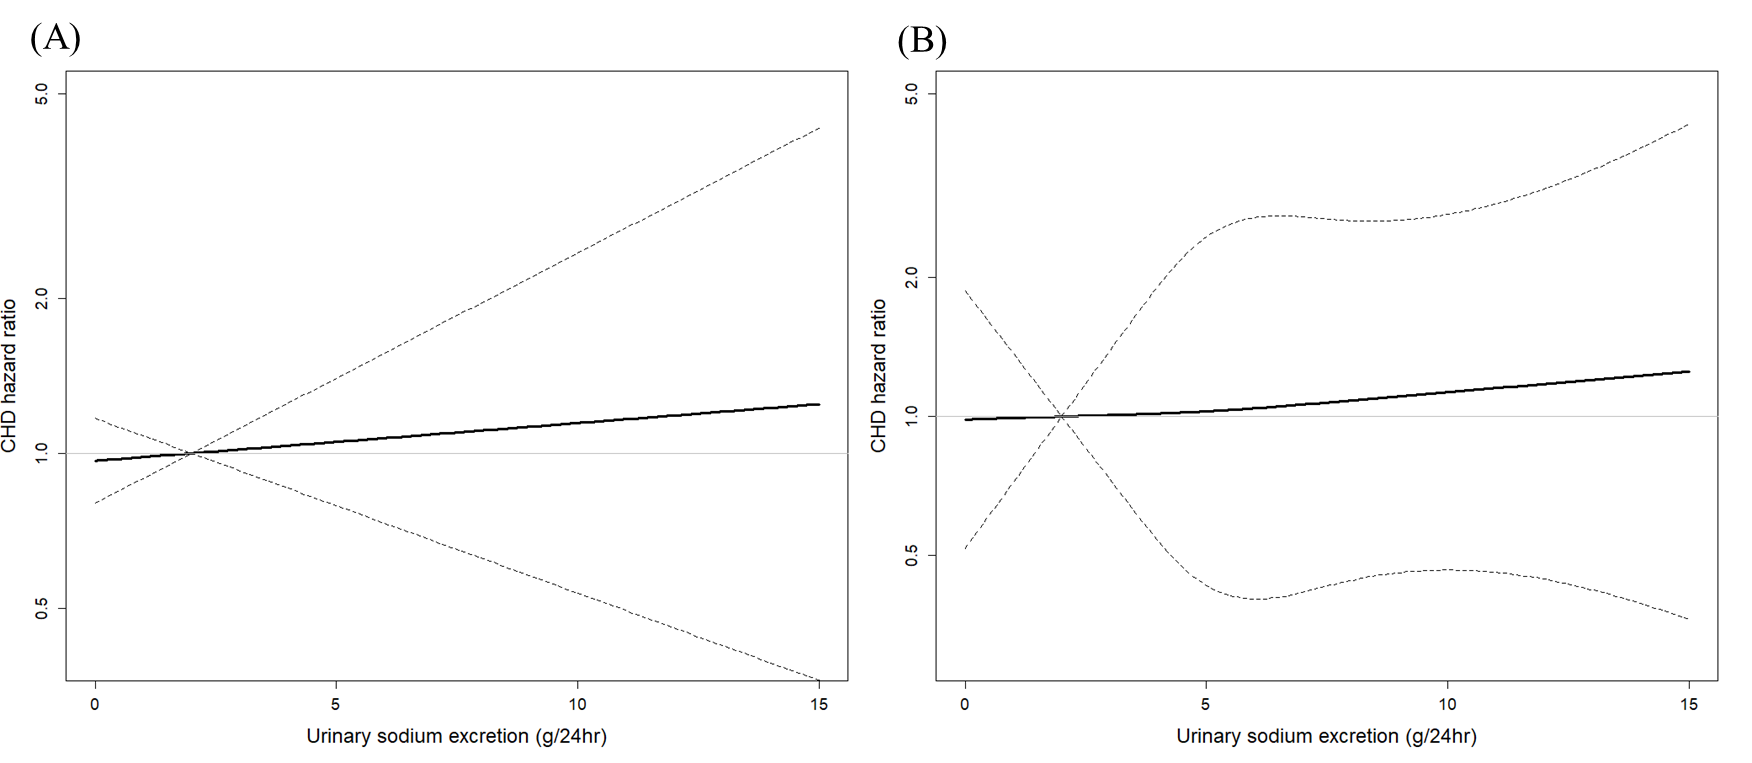 (A)
5.0
2.0
1.0
0.5
CHD hazard ratio
0 5 10 15
Urinary sodium excretion (g/24hr)
(B)
5.0
2.0
1.0
0.5
CHD hazard ratio
0 5 10 15
Urinary sodium excretion (g/24hr)